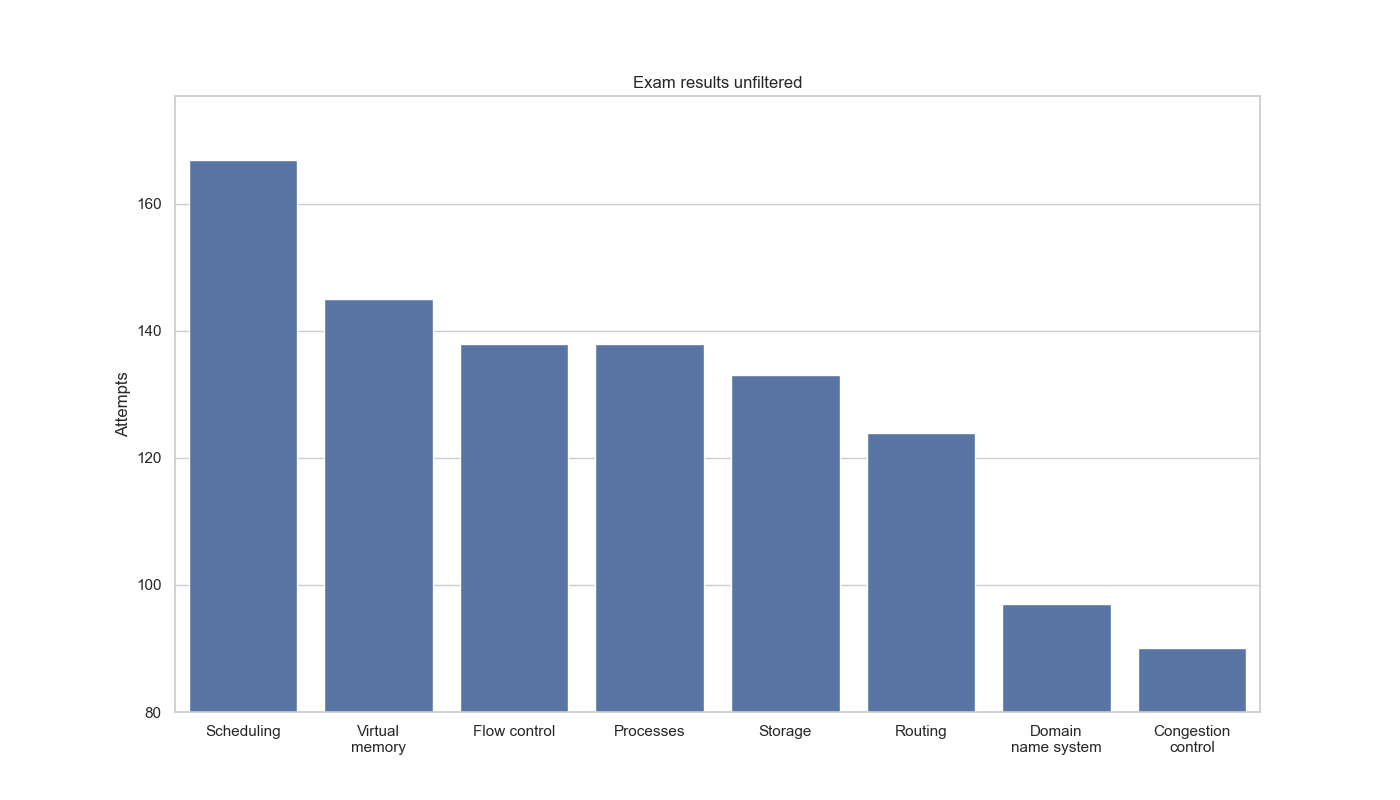 Exam results unfiltered
Attempts
160
140
120
100
80
Scheduling
Virtual
memory
Flow control
Processes
Storage
Routing
Domain
name system
Congestion
control